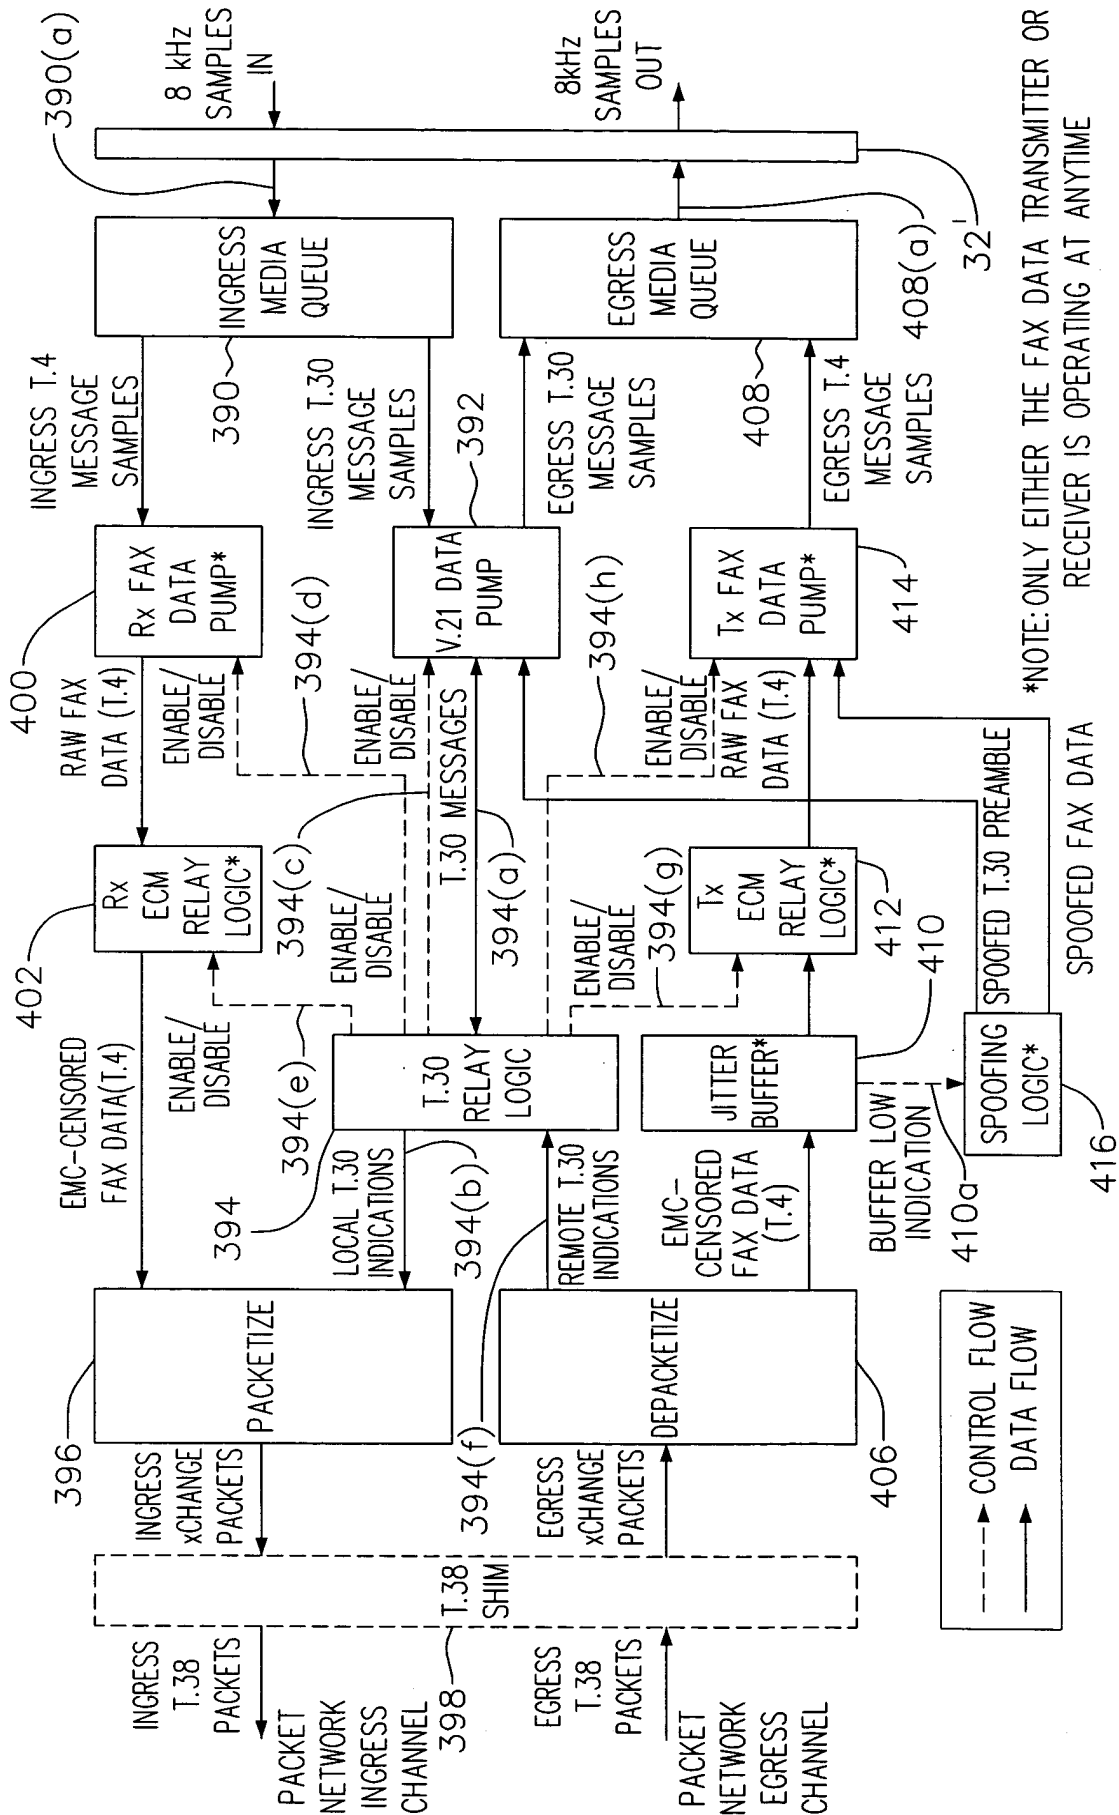 8 kHz
SAMPLES
IN
390(a)
8kHz
SAMPLES
OUT
INGRESS
MEDIA
QUEUE
390
EGRESS
MEDIA
QUEUE
408
408(a)
32'
INGRESS T.4
MESSAGE
SAMPLES
INGRESS T.30
MESSAGE
SAMPLES
EGRESS T.30
MESSAGE
SAMPLES
EGRESS T.4
MESSAGE
SAMPLES
400
Rx FAX
DATA
PUMP*
392
V.21 DATA
PUMP
Tx FAX
DATA
PUMP*
414
RAW FAX
DATA (T.4)
ENABLE/
DISABLE
394(d)
ENABLE/
DISABLE
394(c)
T.30 MESSAGES
394(a)
394(h)
ENABLE/
DISABLE
RAW FAX
DATA (T.4)
402
Rx
ECM
RELAY
LOGIC*
ENABLE/
DISABLE
ENABLE/
DISABLE
394(g)
Tx
ECM
RELAY
LOGIC*
412
EMC-CENSORED
FAX DATA(T.4)
ENABLE/
DISABLE
394(e)
394
T.30
RELAY
LOGIC
JITTER
BUFFER*
410
SPOOFED T.30 PREAMBLE
SPOOFED FAX DATA
SPOOFING
LOGIC*
416
BUFFER LOW
INDICATION
410a
LOCAL T.30
INDICATIONS
394(b)
REMOTE T.30
INDICATIONS
394(f)
EMC-
CENSORED
FAX DATA
(T.4)
396
PACKETIZE
DEPACKETIZE
406
INGRESS
xCHANGE
PACKETS
EGRESS
xCHANGE
PACKETS
T.38
SHIM
398
INGRESS
T.38
PACKETS
EGRESS
T.38
PACKETS
PACKET
NETWORK
INGRESS
CHANNEL
PACKET
NETWORK
EGRESS
CHANNEL
CONTROL FLOW
DATA FLOW
*NOTE: ONLY EITHER THE FAX DATA TRANSMITTER OR
RECEIVER IS OPERATING AT ANYTIME